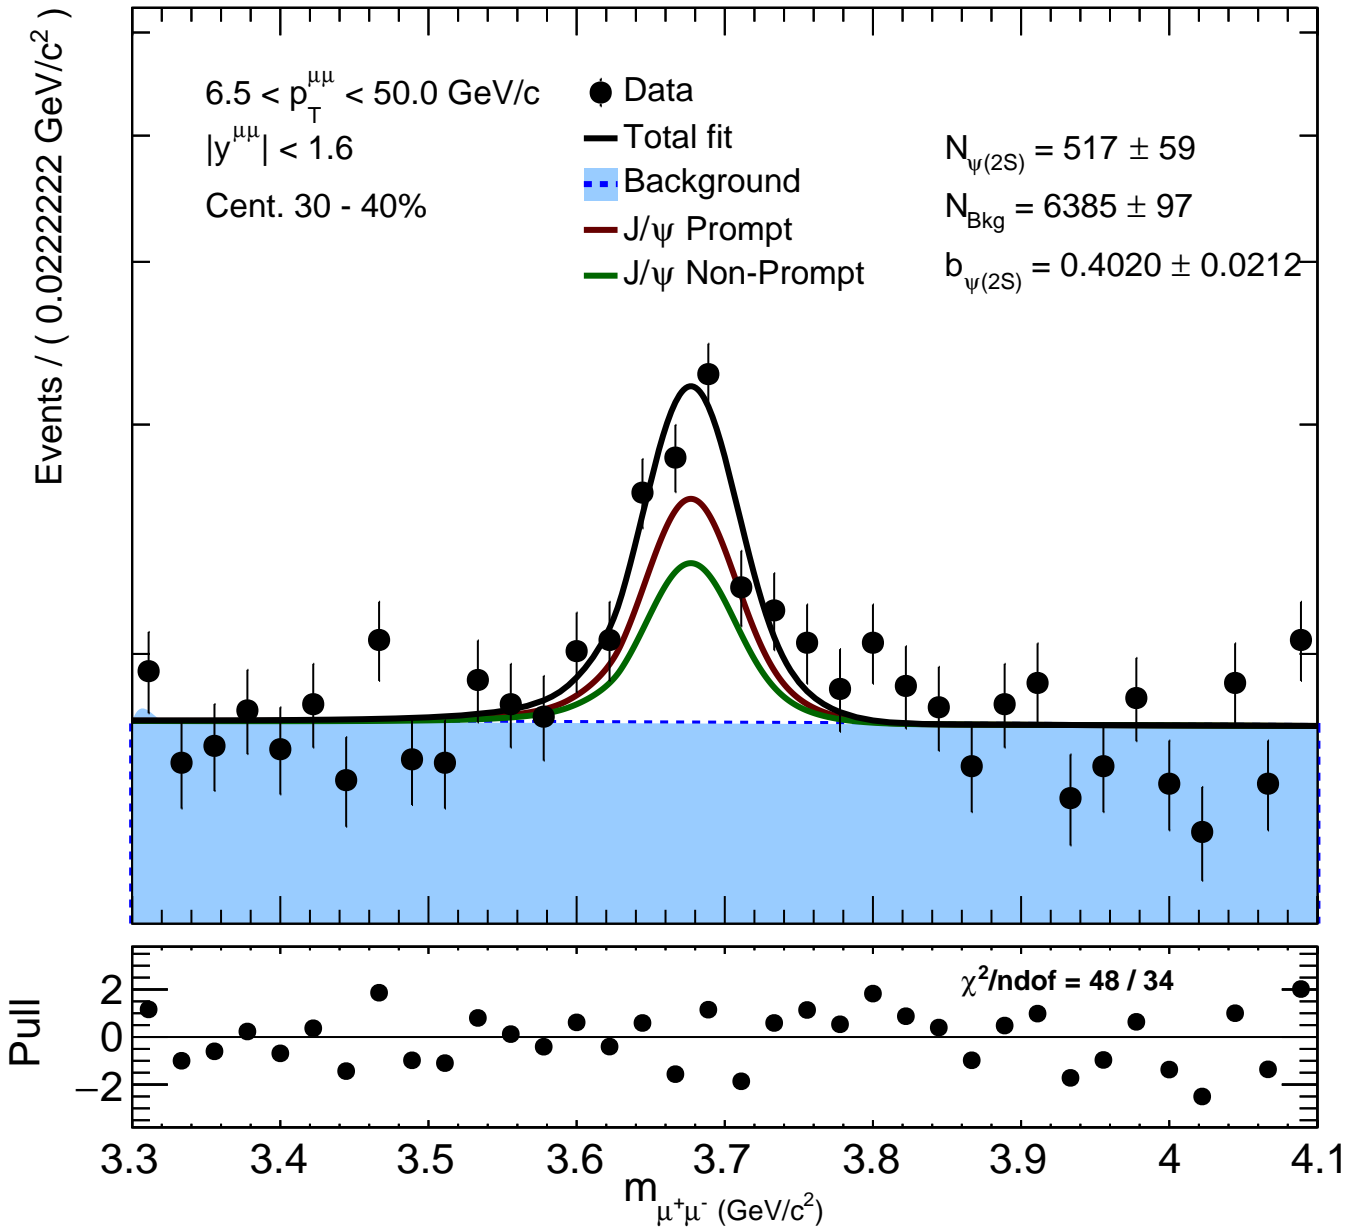 Events / ( 0.0222222 GeV/c² )
6.5 < p_T^μμ < 50.0 GeV/c
|y^μμ| < 1.6
Cent. 30 - 40%
Data
Total fit
Background
J/ψ Prompt
J/ψ Non-Prompt
N_ψ(2S) = 517 ± 59
N_Bkg = 6385 ± 97
b_ψ(2S) = 0.4020 ± 0.0212
Pull
2
0
−2
χ²/ndof = 48 / 34
3.3 3.4 3.5 3.6 3.7 3.8 3.9 4 4.1
m_μ⁺μ⁻ (GeV/c²)